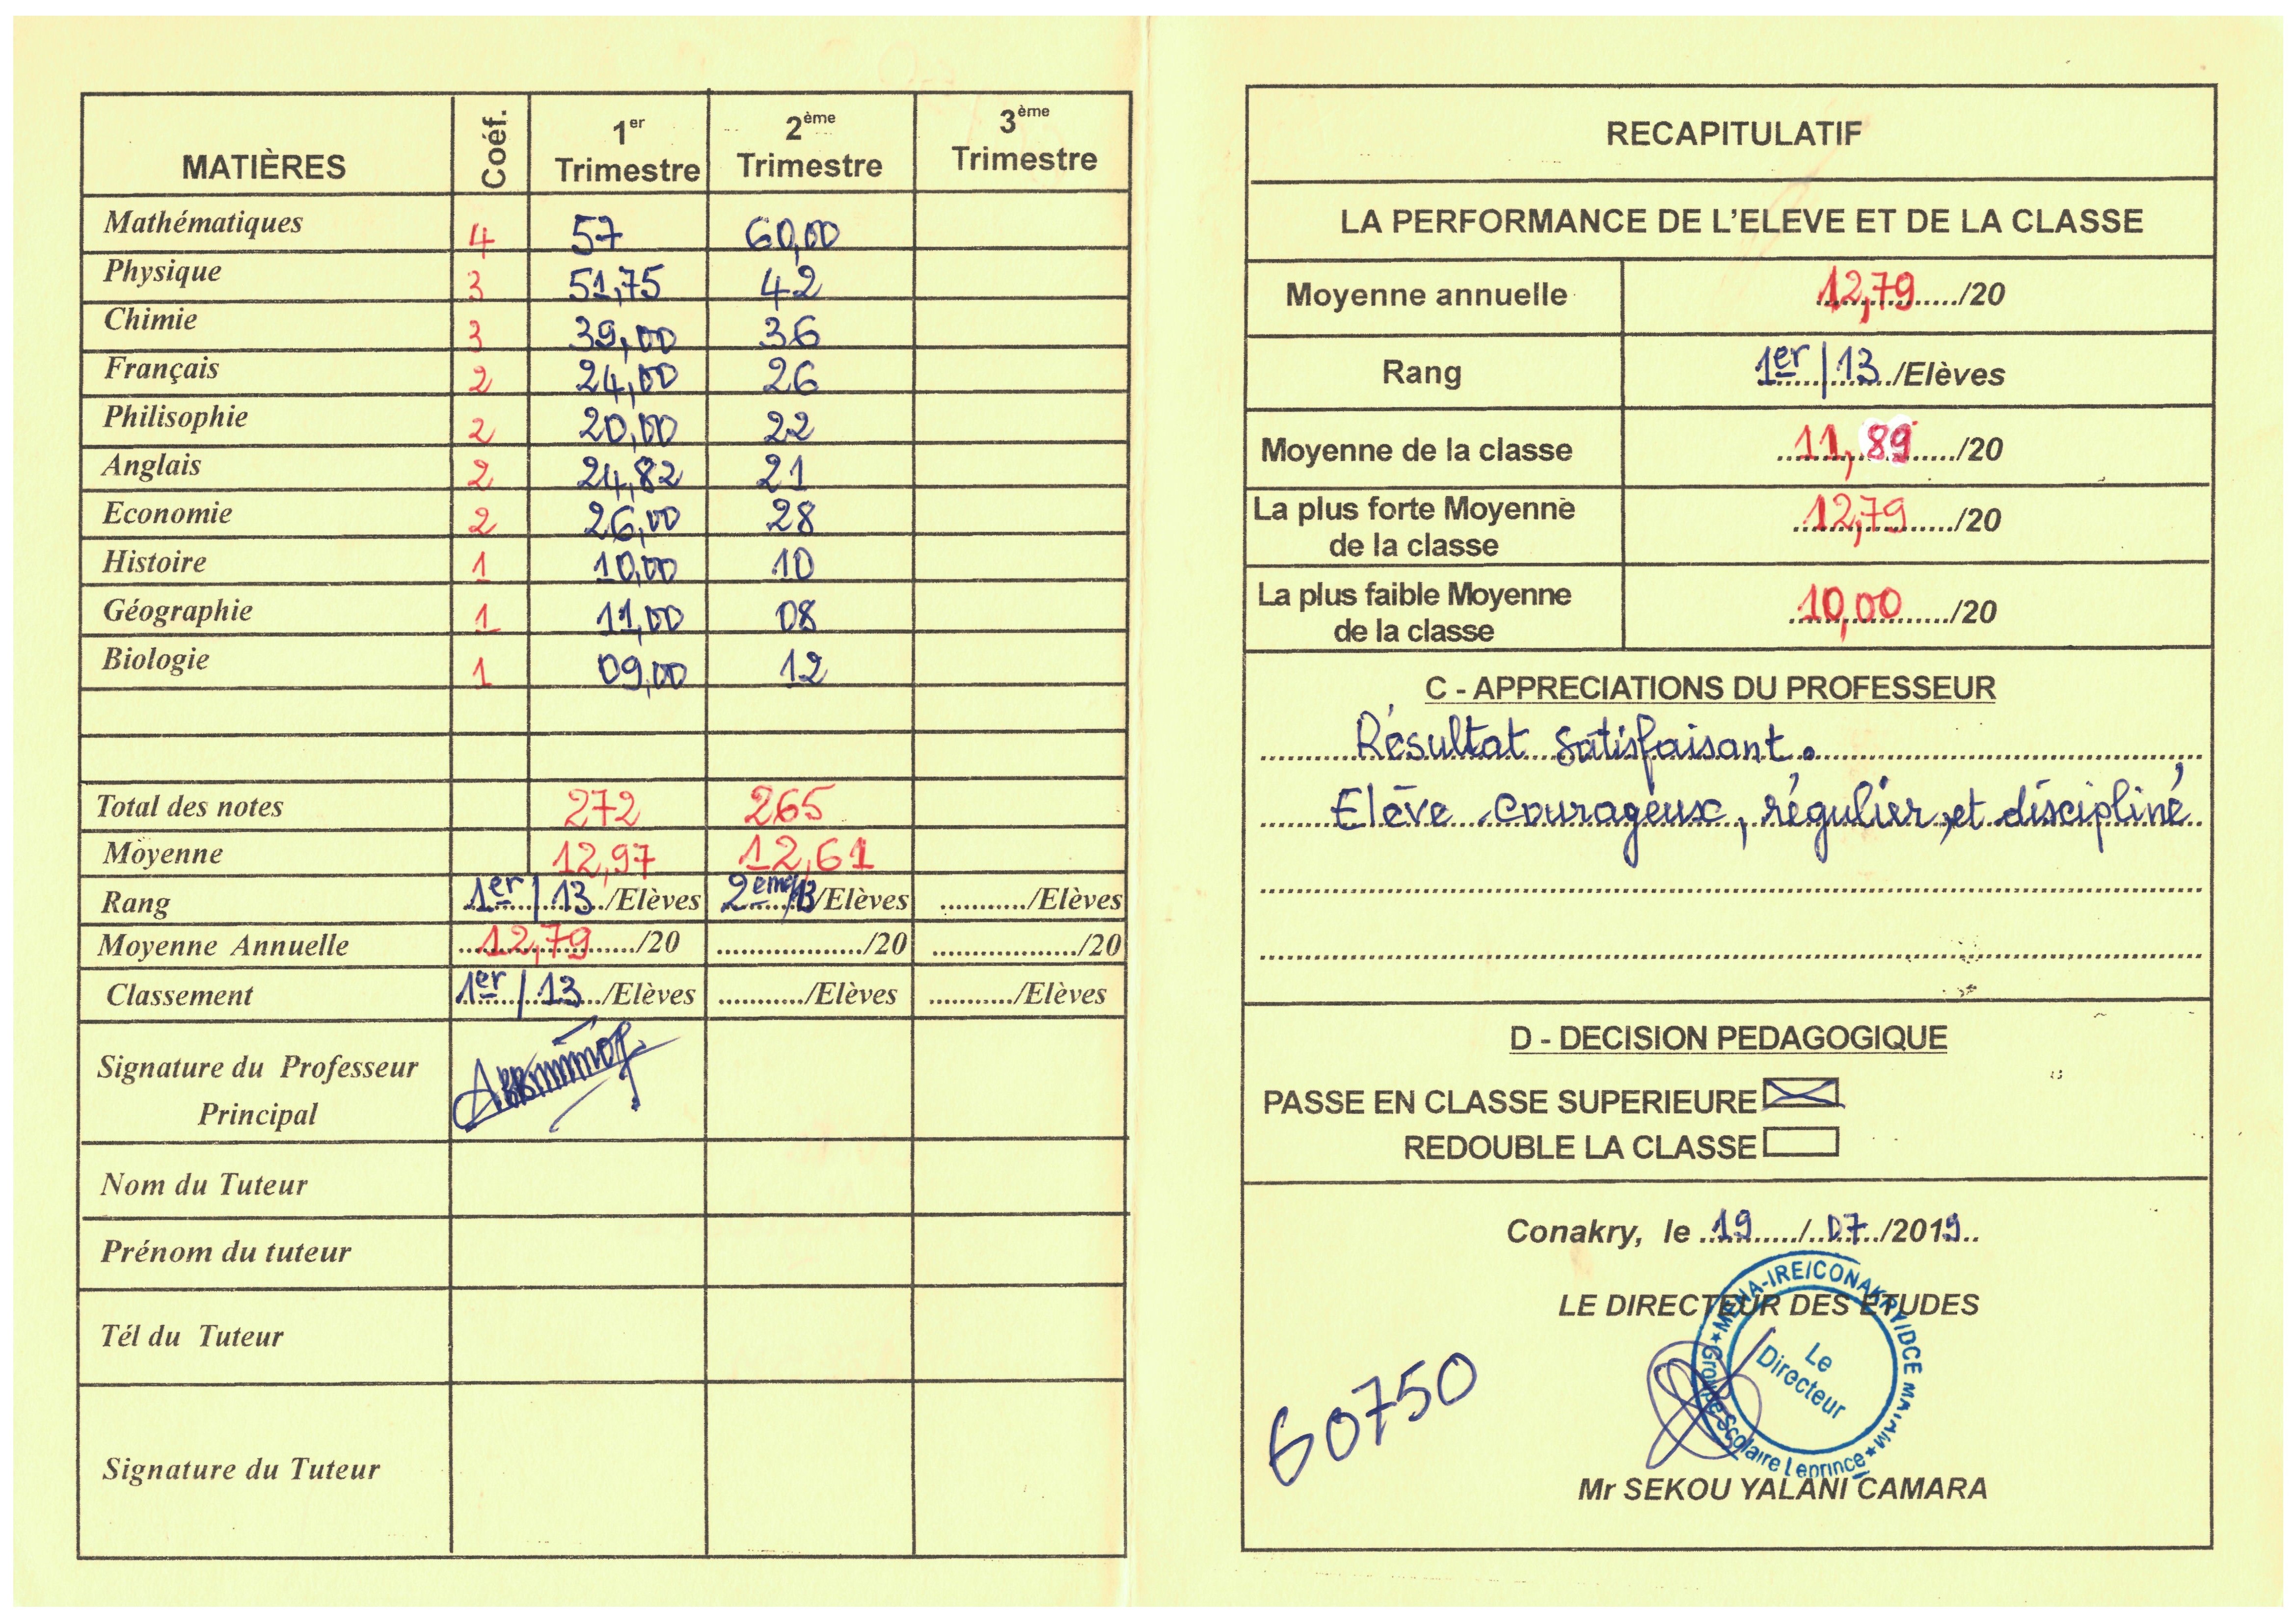 MATIÈRES Coéf. 1er Trimestre 2ème Trimestre 3ème Trimestre
Mathématiques 4 57 60,00
Physique 3 51,75 42
Chimie 3 39,00 36
Français 2 24,00 26
Philisophie 2 20,00 22
Anglais 2 24,82 21
Economie 2 26,00 28
Histoire 1 10,00 10
Géographie 1 11,00 08
Biologie 1 09,00 12
Total des notes 272 265
Moyenne 12,97 12,61
Rang 1er/13 /Elèves 2ème/13 /Elèves ........../Elèves
Moyenne Annuelle 12,79 /20 ................/20 ................/20
Classement 1er/13 /Elèves ........../Elèves ........../Elèves
Signature du Professeur
Principal
Nom du Tuteur
Prénom du tuteur
Tél du Tuteur
Signature du Tuteur
RECAPITULATIF
LA PERFORMANCE DE L'ELEVE ET DE LA CLASSE
Moyenne annuelle 12,79 /20
Rang 1er/13 /Elèves
Moyenne de la classe 11,89 /20
La plus forte Moyenne
de la classe 12,79 /20
La plus faible Moyenne
de la classe 10,00 /20
C - APPRECIATIONS DU PROFESSEUR
Résultat satisfaisant.
Elève courageux, régulier et discipliné
D - DECISION PEDAGOGIQUE
PASSE EN CLASSE SUPERIEURE
REDOUBLE LA CLASSE
Conakry, le 19 / 07 /2019
LE DIRECTEUR DES ETUDES
MENA-IRE/CONAKRY/DCE MATAM
Groupe Scolaire Leprince
Le
Directeur
60750
Mr SEKOU YALANI CAMARA